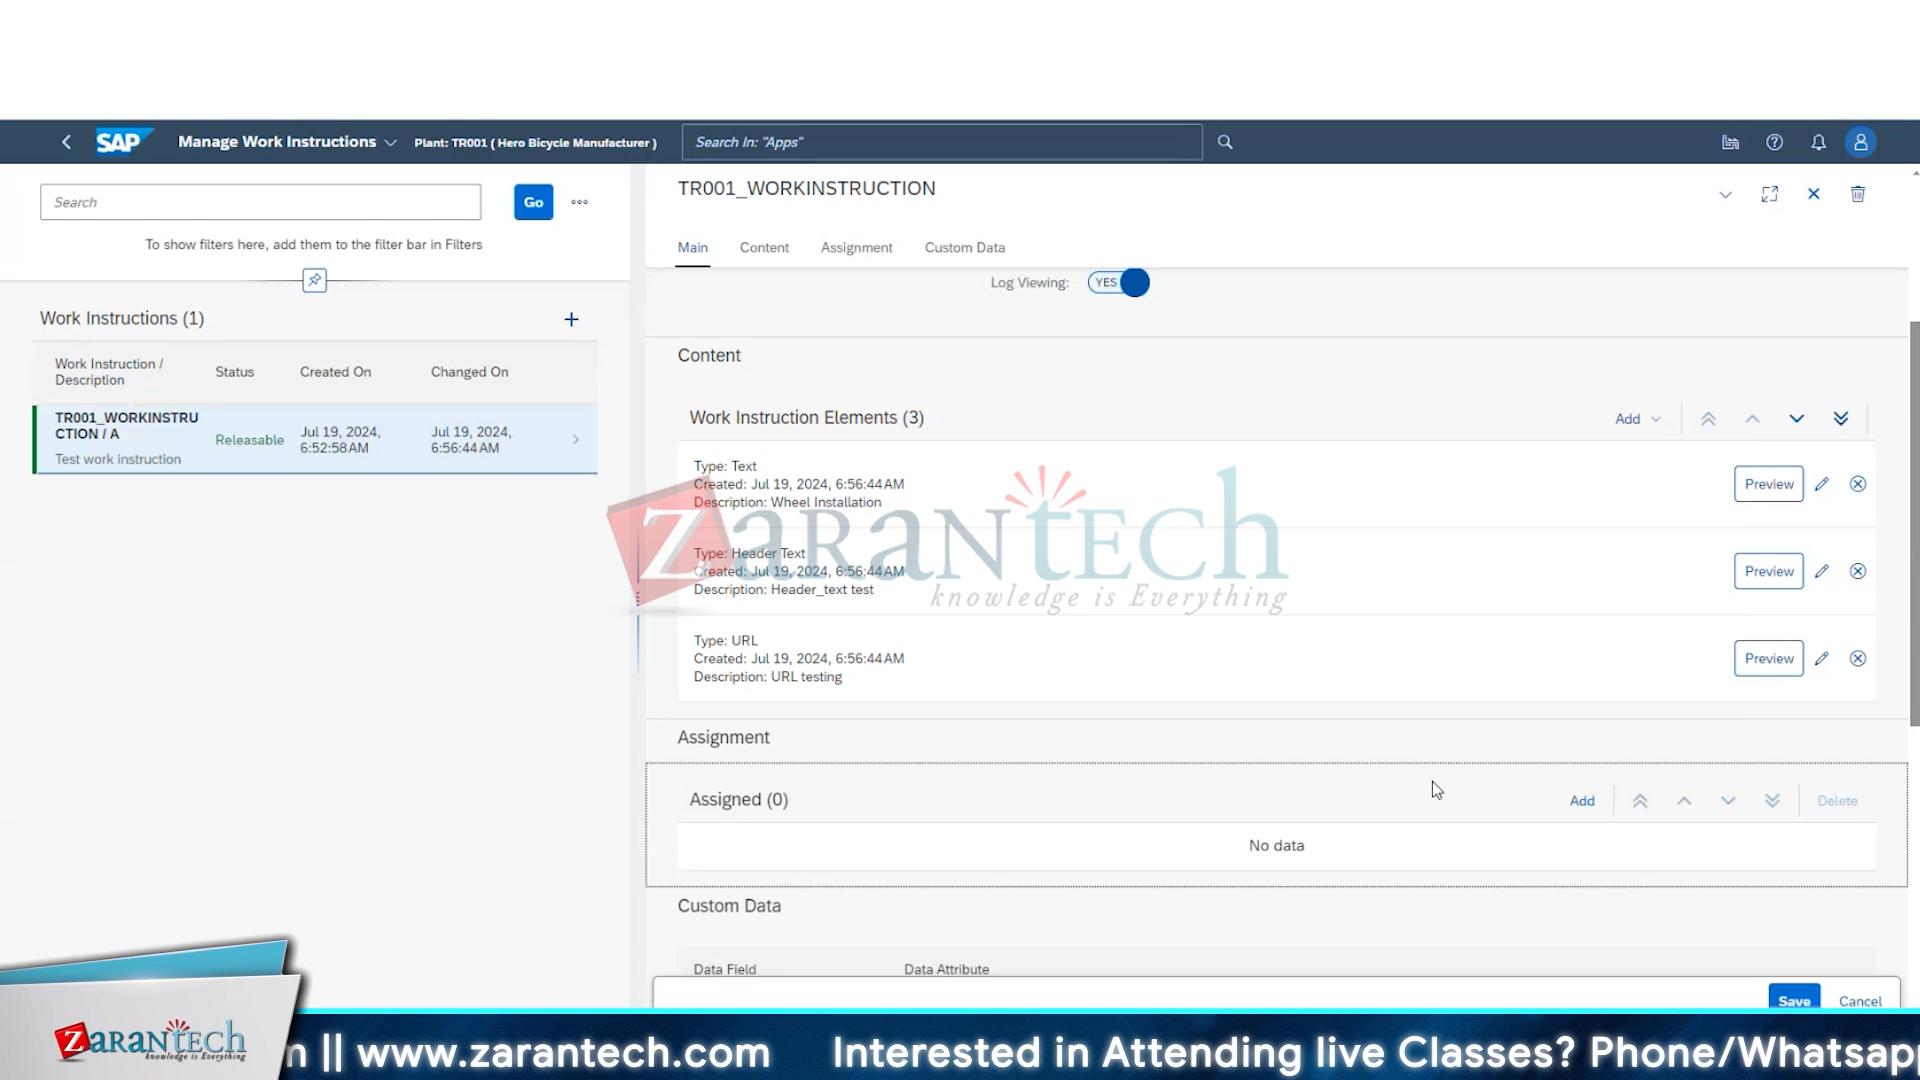 SAP Manage Work Instructions Plant: TR001 ( Hero Bicycle Manufacturer ) Search In: "Apps"
Search Go
To show filters here, add them to the filter bar in Filters
Work Instructions (1)
Work Instruction / Description Status Created On Changed On
TR001_WORKINSTRU
CTION / A
Test work instruction
Releasable
Jul 19, 2024,
6:52:58 AM
Jul 19, 2024,
6:56:44 AM
TR001_WORKINSTRUCTION
Main Content Assignment Custom Data
Log Viewing: YES
Content
Work Instruction Elements (3) Add
Type: Text
Created: Jul 19, 2024, 6:56:44 AM
Description: Wheel Installation
Preview
Type: Header Text
Created: Jul 19, 2024, 6:56:44 AM
Description: Header_text test
Preview
Type: URL
Created: Jul 19, 2024, 6:56:44 AM
Description: URL testing
Preview
ZaranTech
knowledge is Everything
Assignment
Assigned (0) Add Delete
No data
Custom Data
Data Field Data Attribute
Save Cancel
ZaranTech
knowledge is Everything
n || www.zarantech.com Interested in Attending live Classes? Phone/Whatsapp